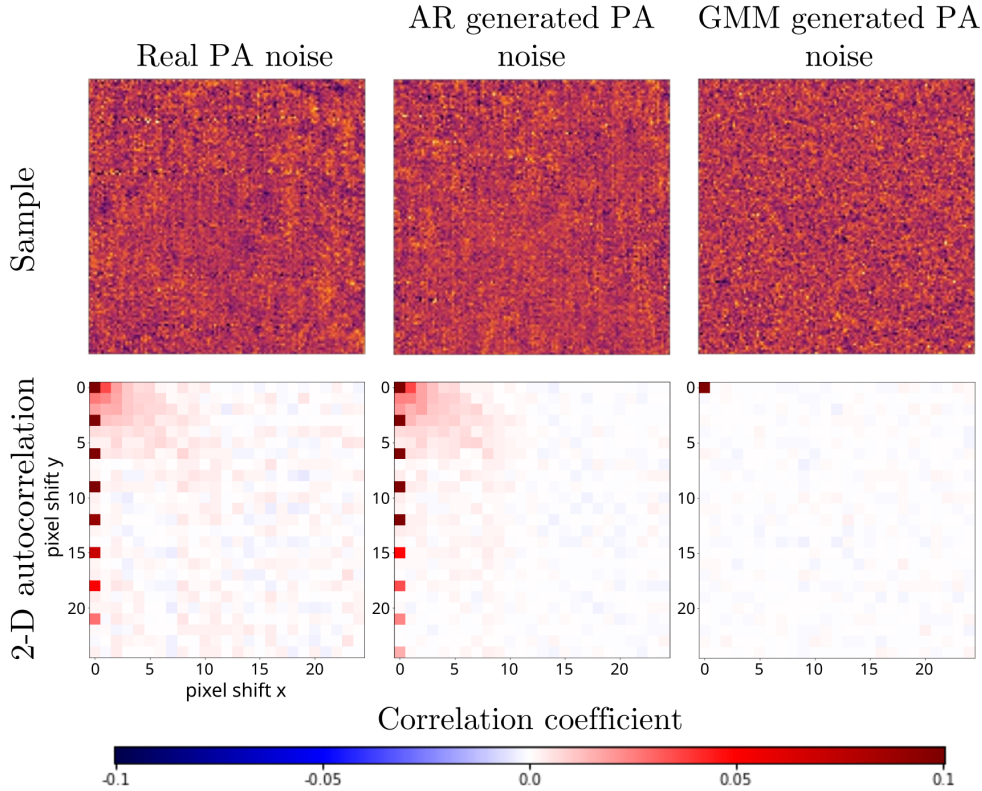 AR generated PA
noise
GMM generated PA
noise
Real PA noise
Sample
2-D autocorrelation
pixel shift y
0
5
10
15
20
0
5
10
15
20
0
5
10
15
20
0 5 10 15 20
0 5 10 15 20
0 5 10 15 20
pixel shift x
Correlation coefficient
-0.1 -0.05 0.0 0.05 0.1